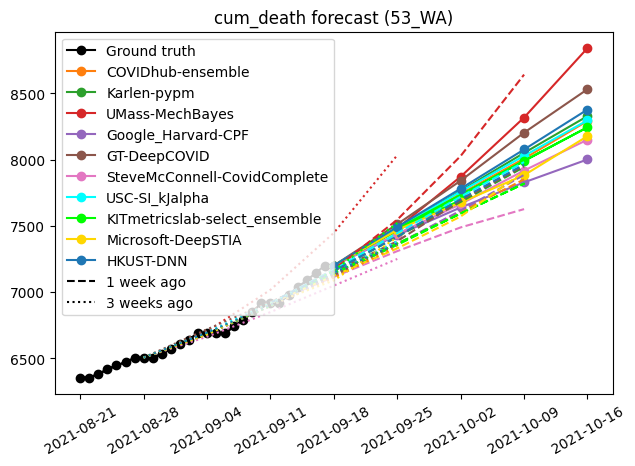 cum_death forecast (53_WA)
Ground truth
COVIDhub-ensemble
Karlen-pypm
UMass-MechBayes
Google_Harvard-CPF
GT-DeepCOVID
SteveMcConnell-CovidComplete
USC-SI_kJalpha
KITmetricslab-select_ensemble
Microsoft-DeepSTIA
HKUST-DNN
1 week ago
3 weeks ago
8500
8000
7500
7000
6500
2021-08-21
2021-08-28
2021-09-04
2021-09-11
2021-09-18
2021-09-25
2021-10-02
2021-10-09
2021-10-16